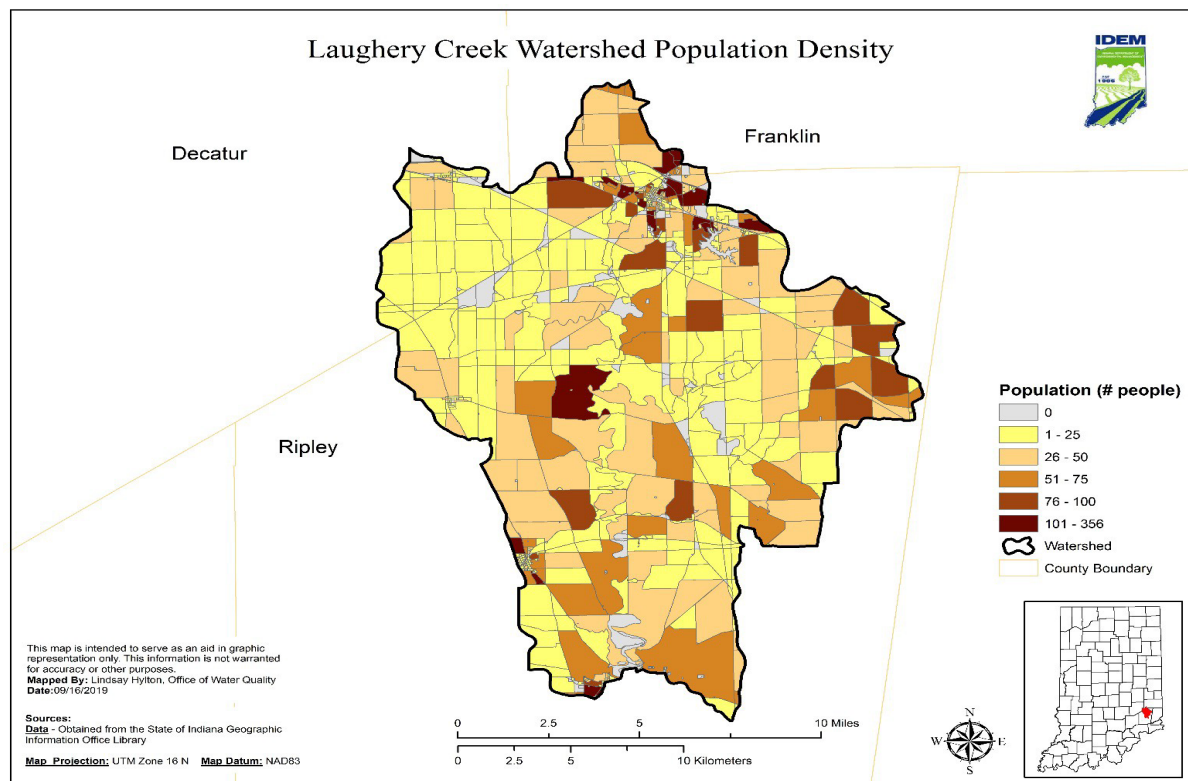 Laughery Creek Watershed Population Density
IDEM
1986
Decatur
Franklin
Ripley
Population (# people)
0
1 - 25
26 - 50
51 - 75
76 - 100
101 - 356
Watershed
County Boundary
This map is intended to serve as an aid in graphic
representation only. This information is not warranted
for accuracy or other purposes.
Mapped By: Lindsay Hylton, Office of Water Quality
Date:09/16/2019
Sources:
Data - Obtained from the State of Indiana Geographic
Information Office Library
Map Projection: UTM Zone 16 N Map Datum: NAD83
0 2.5 5 10 Miles
0 2.5 5 10 Kilometers
N
W E
S